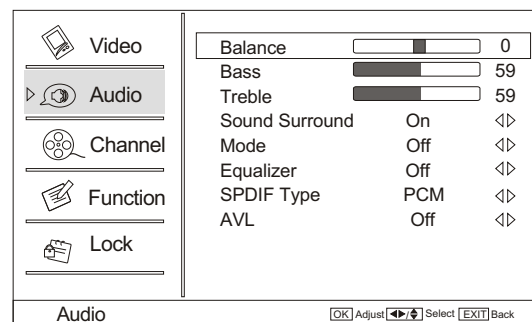 Video
Audio
Channel
Function
Lock
Balance 0
Bass 59
Treble 59
Sound Surround On
Mode Off
Equalizer Off
SPDIF Type PCM
AVL Off
Audio
OK Adjust ◀▶/▲▼ Select EXIT Back